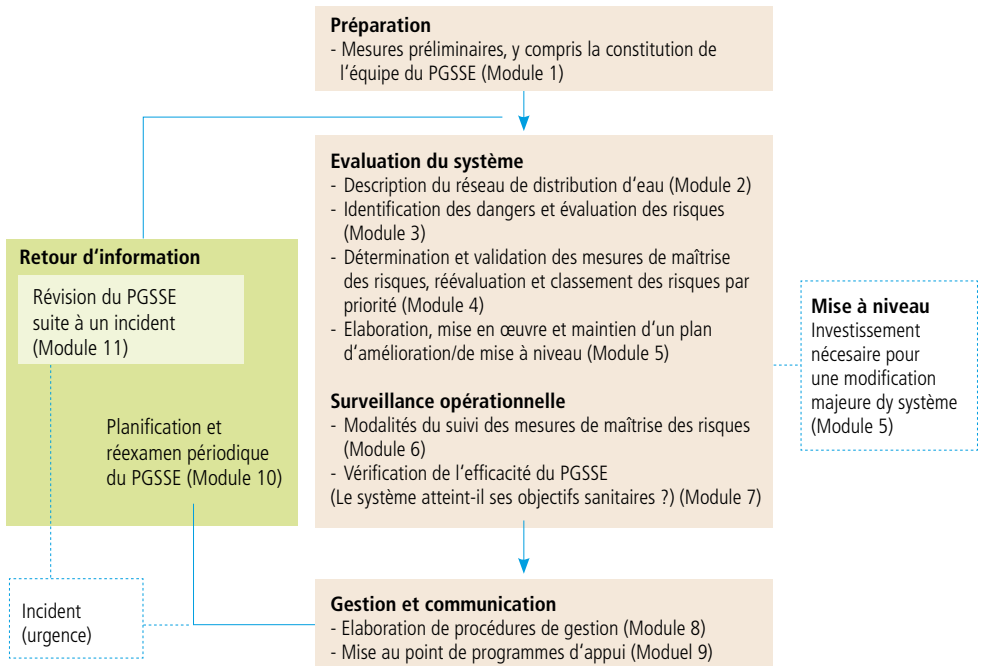 Préparation
- Mesures préliminaires, y compris la constitution de
l'équipe du PGSSE (Module 1)
Evaluation du système
- Description du réseau de distribution d'eau (Module 2)
- Identification des dangers et évaluation des risques
(Module 3)
- Détermination et validation des mesures de maîtrise
des risques, réévaluation et classement des risques par
priorité (Module 4)
- Elaboration, mise en œuvre et maintien d'un plan
d'amélioration/de mise à niveau (Module 5)
Surveillance opérationnelle
- Modalités du suivi des mesures de maîtrise des risques
(Module 6)
- Vérification de l'efficacité du PGSSE
(Le système atteint-il ses objectifs sanitaires ?) (Module 7)
Retour d'information
Révision du PGSSE
suite à un incident
(Module 11)
Planification et
réexamen périodique
du PGSSE (Module 10)
Mise à niveau
Investissement
nécesaire pour
une modification
majeure dy système
(Module 5)
Incident
(urgence)
Gestion et communication
- Elaboration de procédures de gestion (Module 8)
- Mise au point de programmes d'appui (Moduel 9)